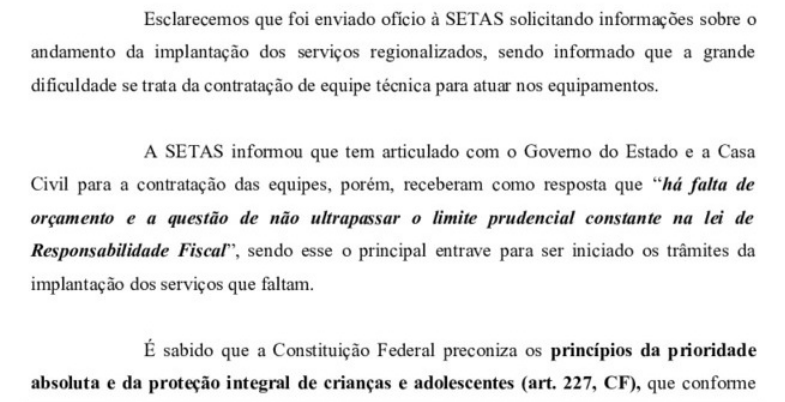 Esclarecemos que foi enviado ofício à SETAS solicitando informações sobre o
andamento da implantação dos serviços regionalizados, sendo informado que a grande
dificuldade se trata da contratação de equipe técnica para atuar nos equipamentos.
A SETAS informou que tem articulado com o Governo do Estado e a Casa
Civil para a contratação das equipes, porém, receberam como resposta que “há falta de
orçamento e a questão de não ultrapassar o limite prudencial constante na lei de
Responsabilidade Fiscal”, sendo esse o principal entrave para ser iniciado os trâmites da
implantação dos serviços que faltam.
É sabido que a Constituição Federal preconiza os princípios da prioridade
absoluta e da proteção integral de crianças e adolescentes (art. 227, CF), que conforme